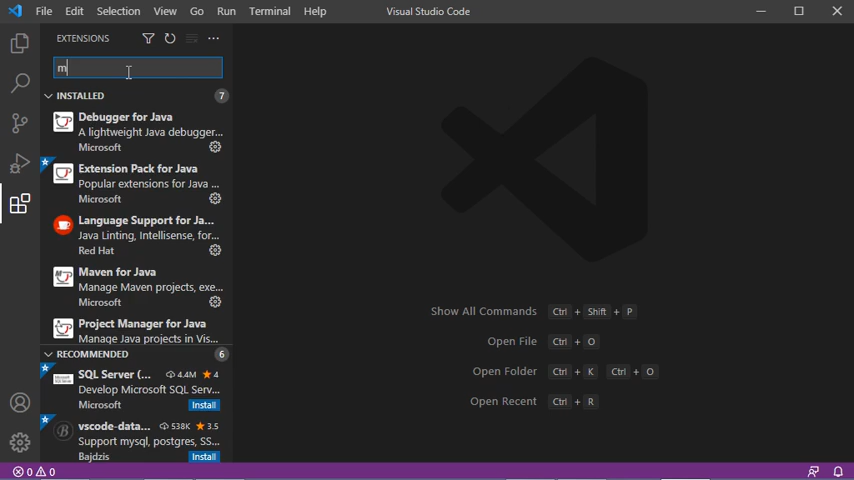 File Edit Selection View Go Run Terminal Help Visual Studio Code
EXTENSIONS
m
INSTALLED 7
Debugger for Java
A lightweight Java debugger...
Microsoft
Extension Pack for Java
Popular extensions for Java ...
Microsoft
Language Support for Ja...
Java Linting, Intellisense, for...
Red Hat
Maven for Java
Manage Maven projects, exe...
Microsoft
Project Manager for Java
Manage Java projects in Vis...
RECOMMENDED 6
SQL Server (... 4.4M 4
Develop Microsoft SQL Serv...
Microsoft Install
vscode-data... 538K 3.5
Support mysql, postgres, SS...
Bajdzis Install
Show All Commands Ctrl + Shift + P
Open File Ctrl + O
Open Folder Ctrl + K Ctrl + O
Open Recent Ctrl + R
0 0